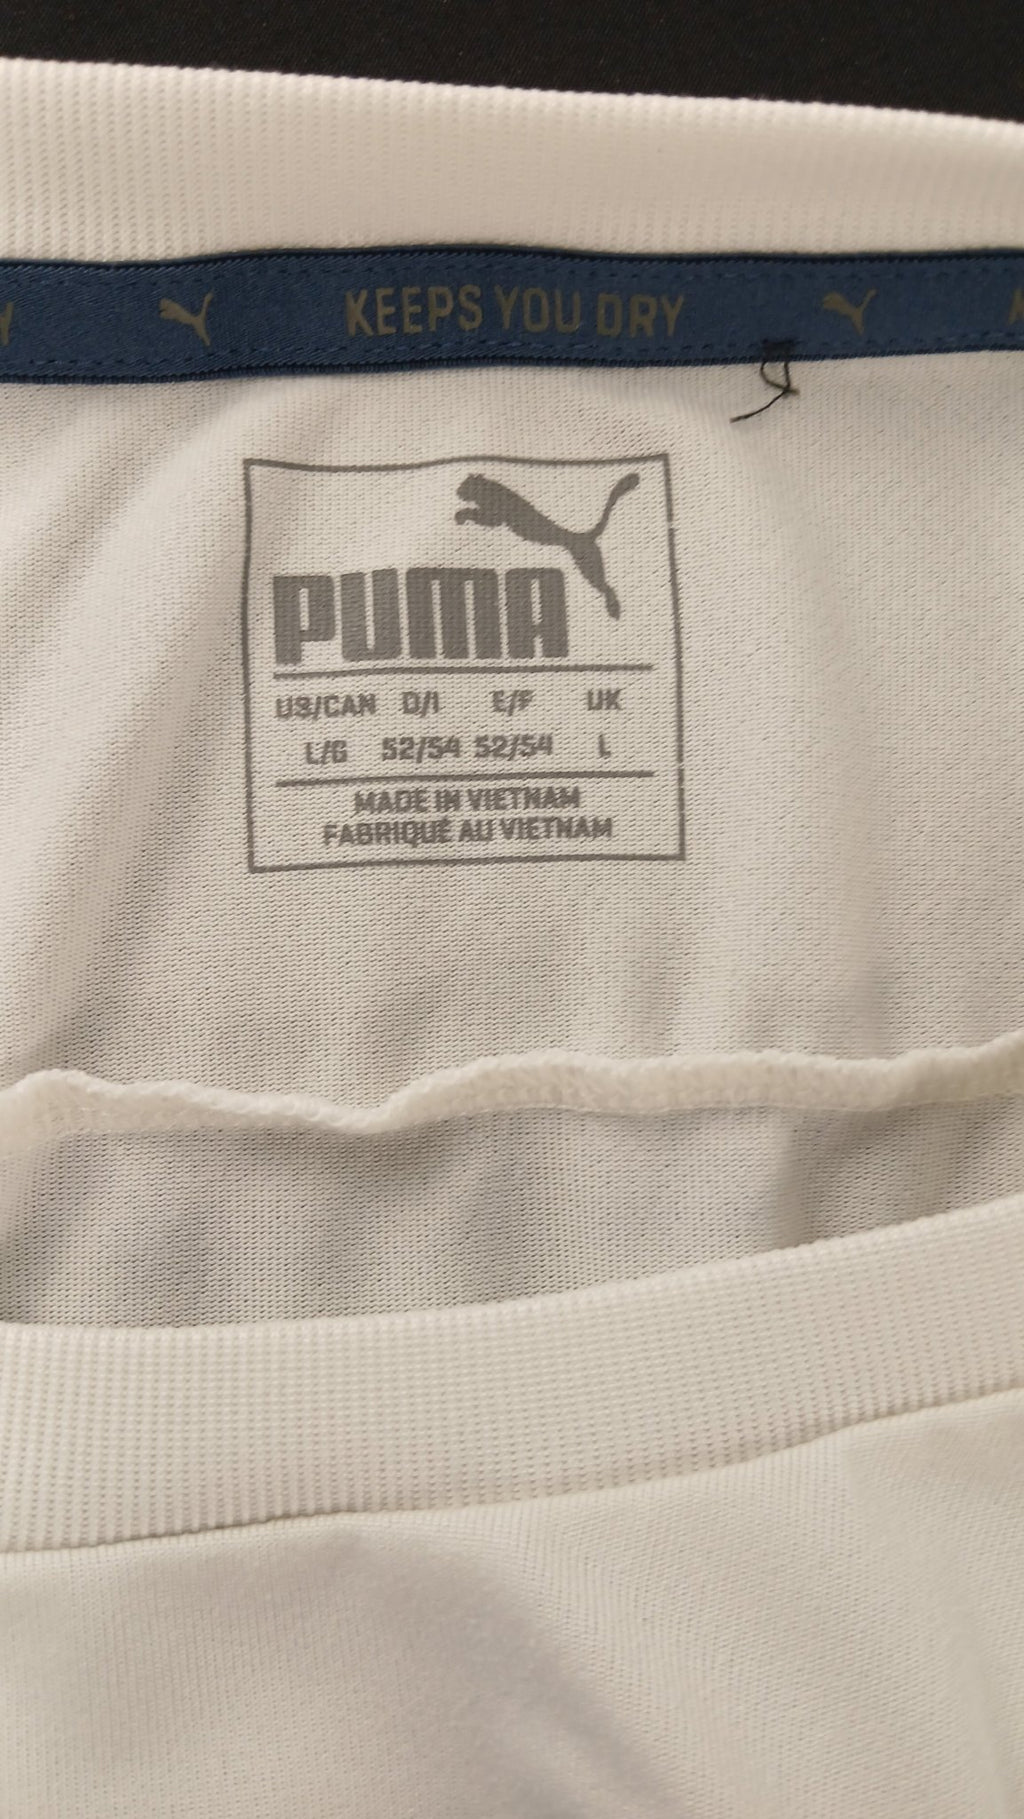 KEEPS YOU DRY
PUMA
US/CAN D/I E/F UK
L/G 52/54 52/54 L
MADE IN VIETNAM
FABRIQUÉ AU VIETNAM